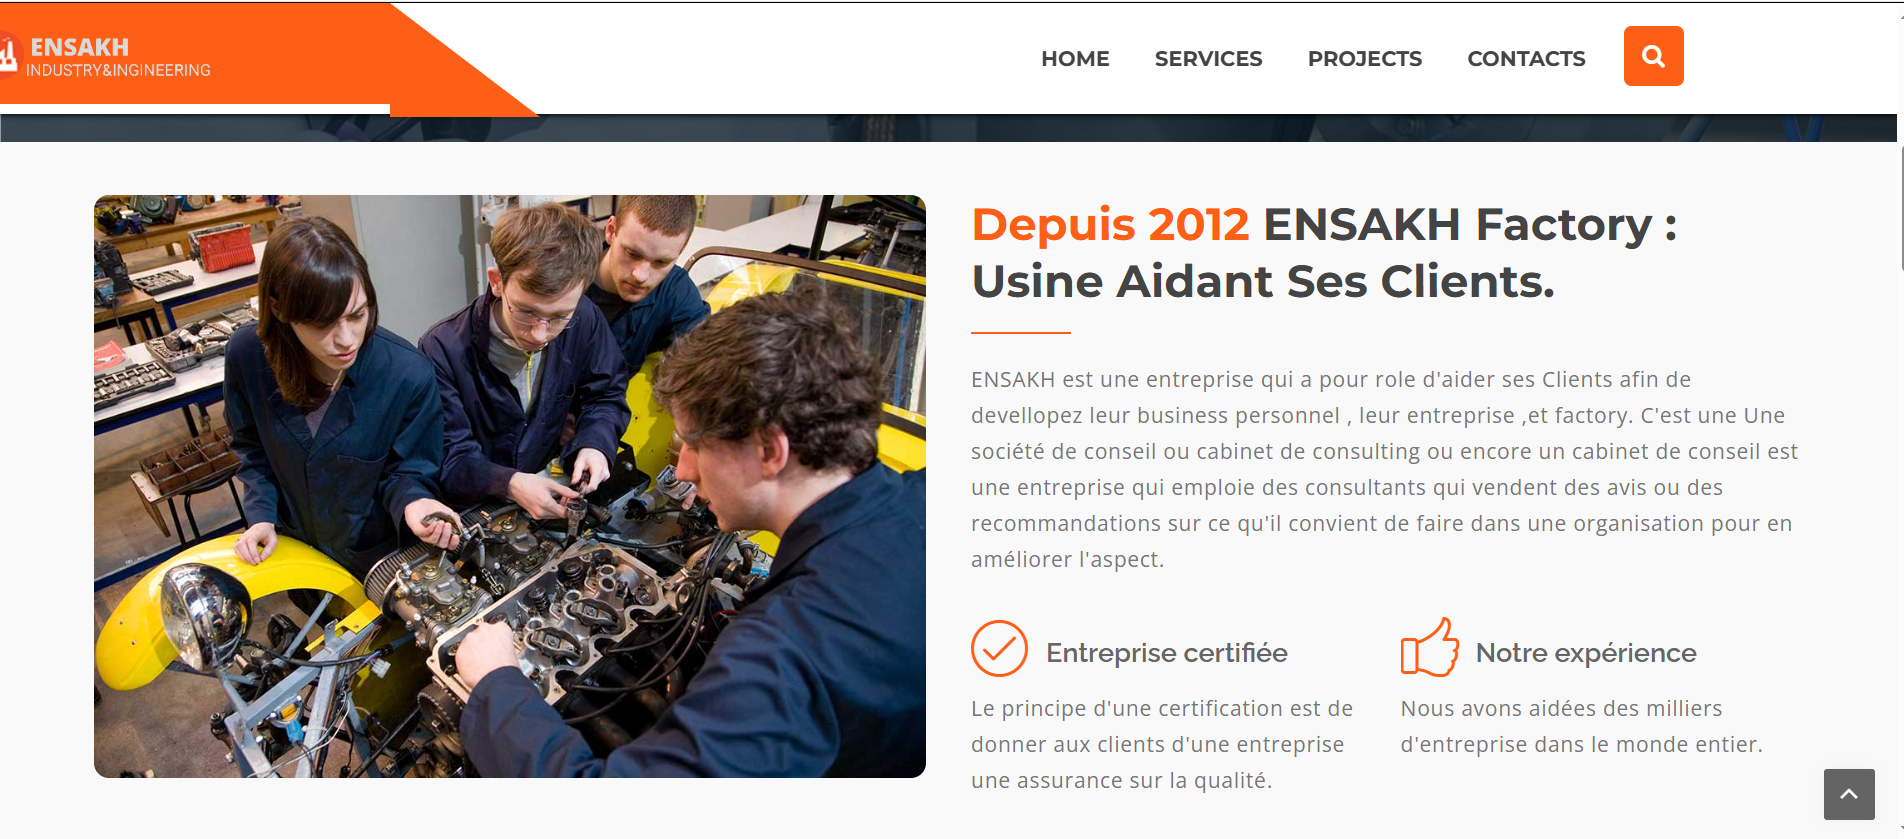 ENSAKH
INDUSTRY&INGINEERING
HOME SERVICES PROJECTS CONTACTS
Depuis 2012 ENSAKH Factory :
Usine Aidant Ses Clients.
ENSAKH est une entreprise qui a pour role d'aider ses Clients afin de
devellopez leur business personnel , leur entreprise ,et factory. C'est une Une
société de conseil ou cabinet de consulting ou encore un cabinet de conseil est
une entreprise qui emploie des consultants qui vendent des avis ou des
recommandations sur ce qu'il convient de faire dans une organisation pour en
améliorer l'aspect.
Entreprise certifiée
Le principe d'une certification est de
donner aux clients d'une entreprise
une assurance sur la qualité.
Notre expérience
Nous avons aidées des milliers
d'entreprise dans le monde entier.